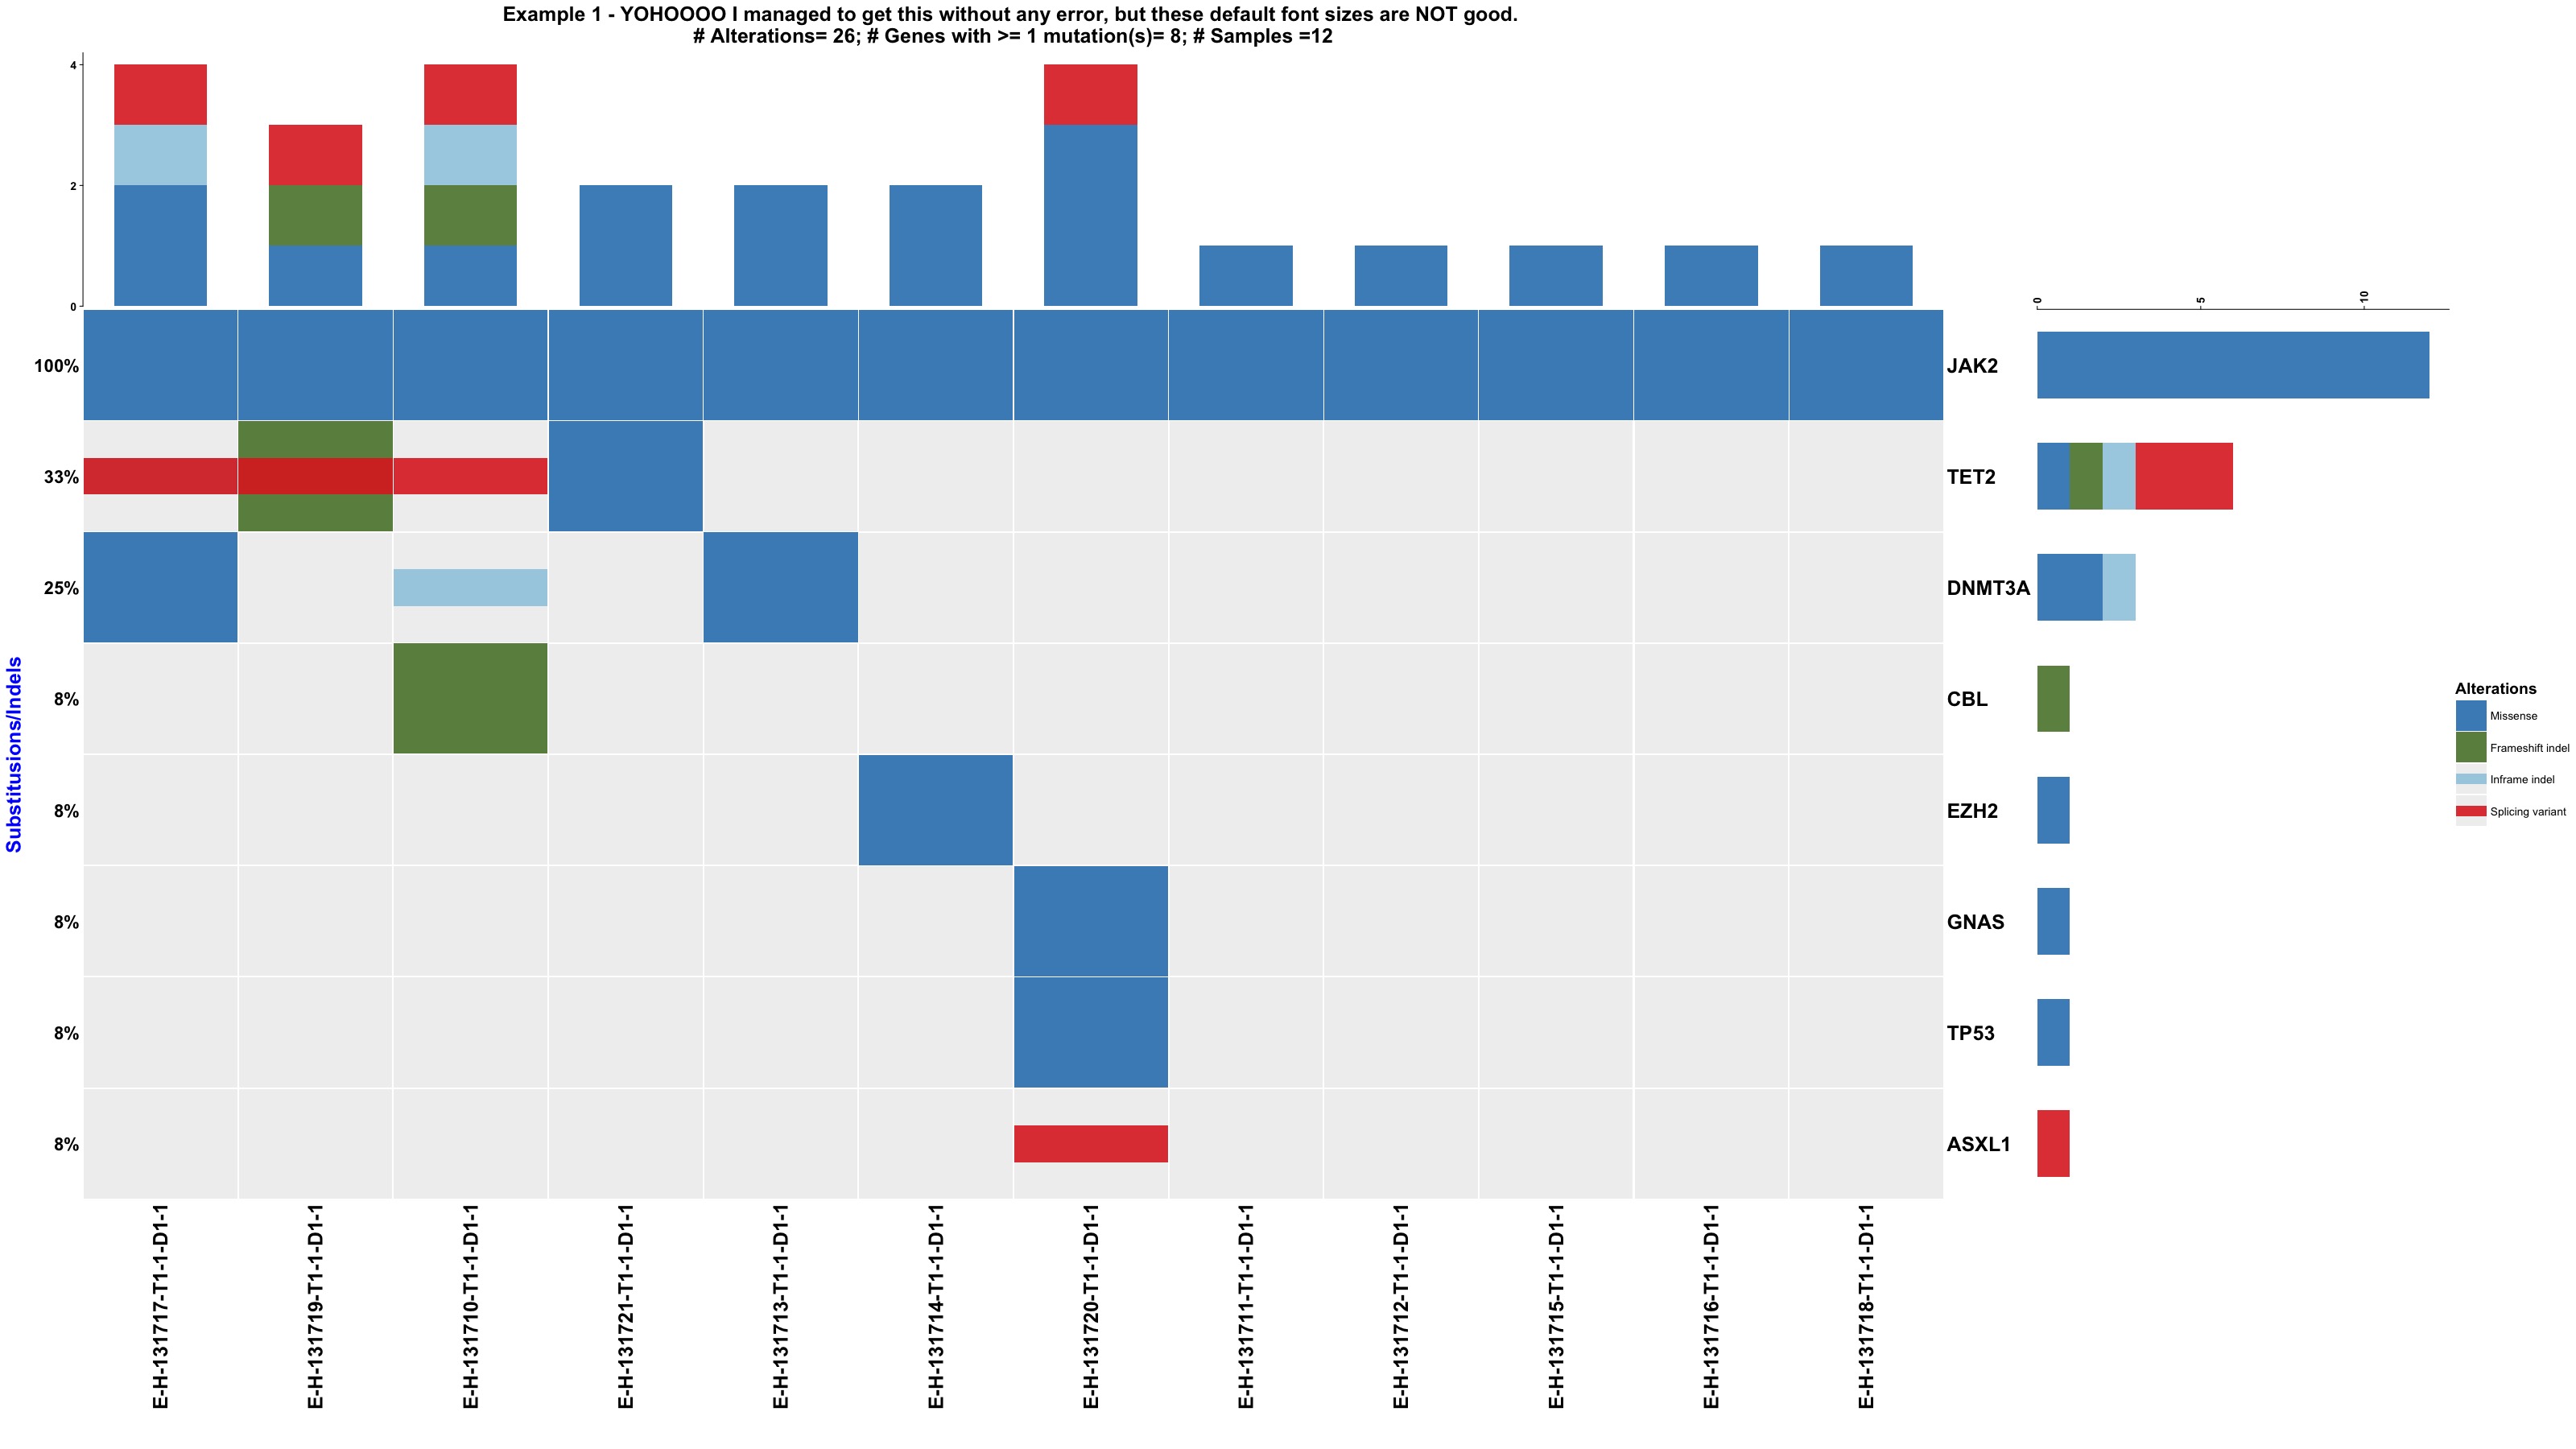 Example 1 - YOHOOOO I managed to get this without any error, but these default font sizes are NOT good.
# Alterations= 26; # Genes with >= 1 mutation(s)= 8; # Samples =12
4
2
0
0
5
10
100%
JAK2
33%
TET2
25%
DNMT3A
8%
CBL
8%
EZH2
8%
GNAS
8%
TP53
8%
ASXL1
Substitusions/Indels
Alterations
Missense
Frameshift indel
Inframe indel
Splicing variant
E-H-131717-T1-1-D1-1
E-H-131719-T1-1-D1-1
E-H-131710-T1-1-D1-1
E-H-131721-T1-1-D1-1
E-H-131713-T1-1-D1-1
E-H-131714-T1-1-D1-1
E-H-131720-T1-1-D1-1
E-H-131711-T1-1-D1-1
E-H-131712-T1-1-D1-1
E-H-131715-T1-1-D1-1
E-H-131716-T1-1-D1-1
E-H-131718-T1-1-D1-1